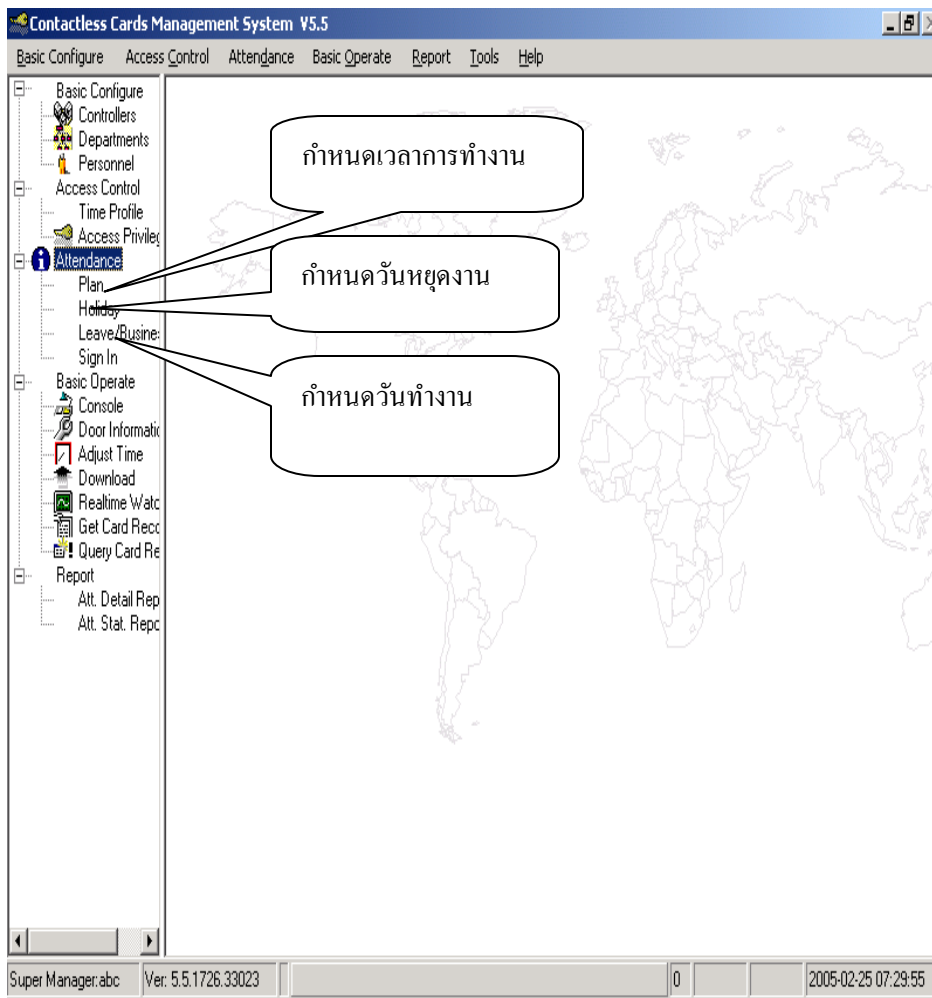 Contactless Cards Management System V5.5
Basic Configure Access Control Attendance Basic Operate Report Tools Help
Basic Configure
Controllers
Departments
Personnel
Access Control
Time Profile
Access Privileg
Attendance
Plan
Holiday
Leave/Busine
Sign In
Basic Operate
Console
Door Informatic
Adjust Time
Download
Realtime Watc
Get Card Recc
Query Card Re
Report
Att. Detail Rep
Att. Stat. Repc
กำหนดเวลาการทำงาน
กำหนดวันหยุดงาน
กำหนดวันทำงาน
Super Manager:abc Ver: 5.5.1726.33023 0 2005-02-25 07:29:55